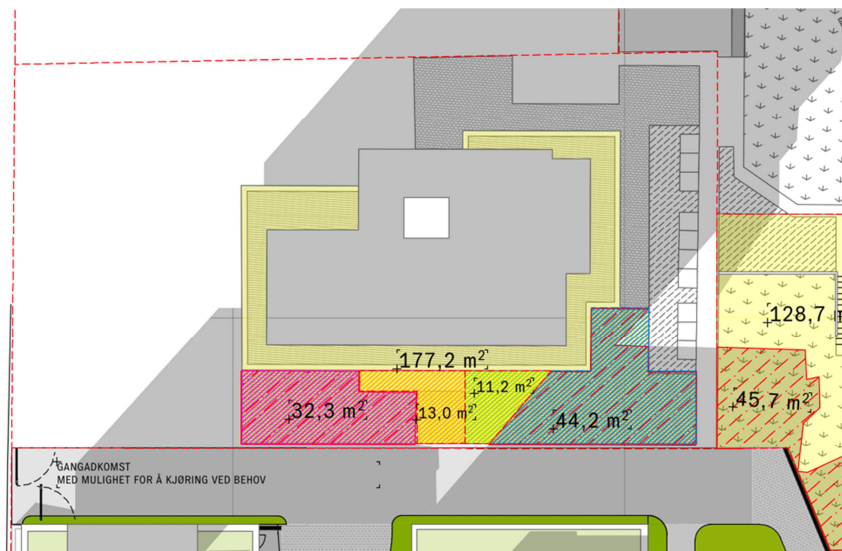 128,7 m
177,2 m²
11,2 m²
32,3 m²
13,0 m²
44,2 m²
45,7 m²
GANGADKOMST
MED MULIGHET FOR Å KJØRING VED BEHOV